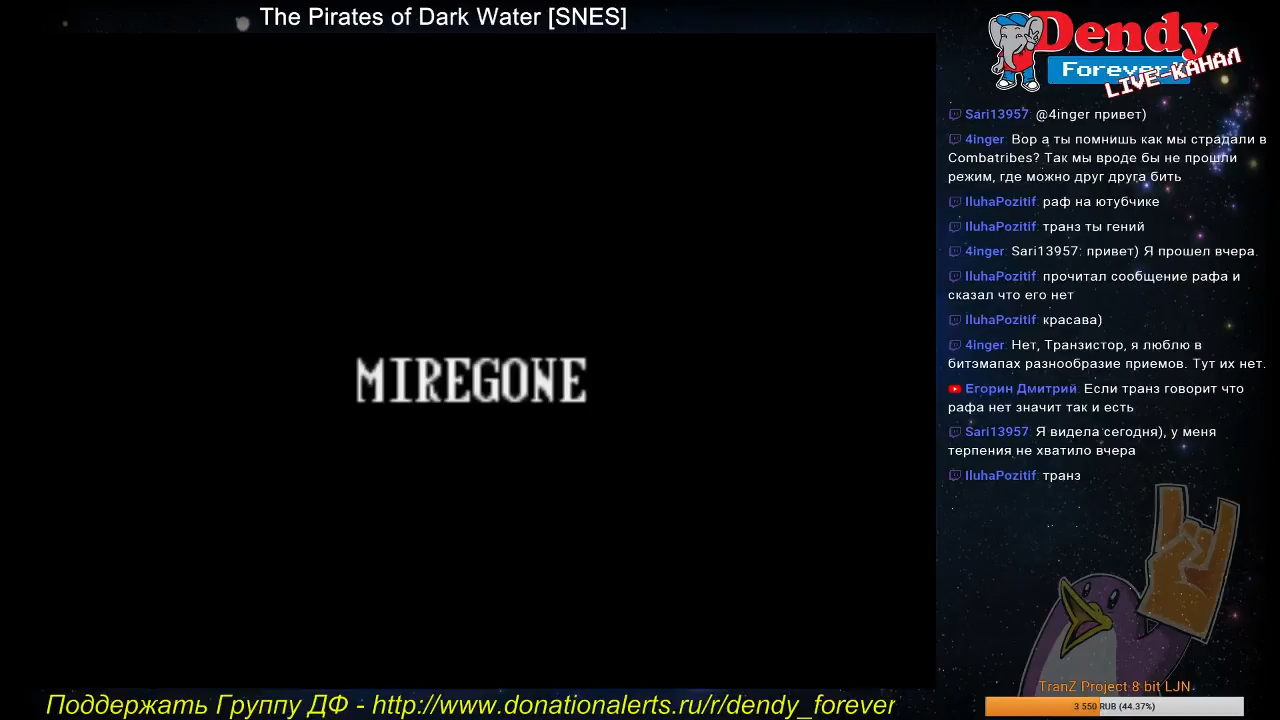 The Pirates of Dark Water [SNES]
Dendy
Forever!
LIVE-КАНАЛ
Sari13957: @4inger привет)
4inger: Вор а ты помнишь как мы страдали в
Combatribes? Так мы вроде бы не прошли
режим, где можно друг друга бить
IluhaPozitif: раф на ютубчике
IluhaPozitif: транз ты гений
4inger: Sari13957: привет) Я прошел вчера.
IluhaPozitif: прочитал сообщение рафа и
сказал что его нет
IluhaPozitif: красава)
4inger: Нет, Транзистор, я люблю в
битэмапах разнообразие приемов. Тут их нет.
Егорин Дмитрий: Если транз говорит что
рафа нет значит так и есть
Sari13957: Я видела сегодня), у меня
терпения не хватило вчера
IluhaPozitif: транз
MIREGONE
TranZ Project 8 bit LJN
3 550 RUB (44.37%)
Поддержать Группу ДФ - http://www.donationalerts.ru/r/dendy_forever